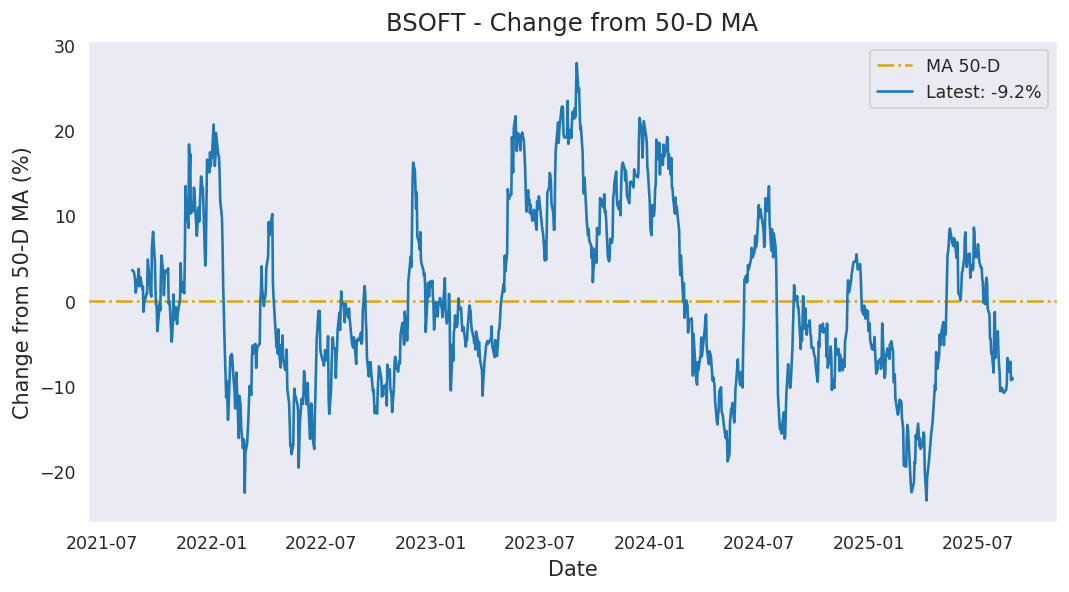 BSOFT - Change from 50-D MA
Change from 50-D MA (%)
30
20
10
0
−10
−20
MA 50-D
Latest: -9.2%
2021-07 2022-01 2022-07 2023-01 2023-07 2024-01 2024-07 2025-01 2025-07
Date